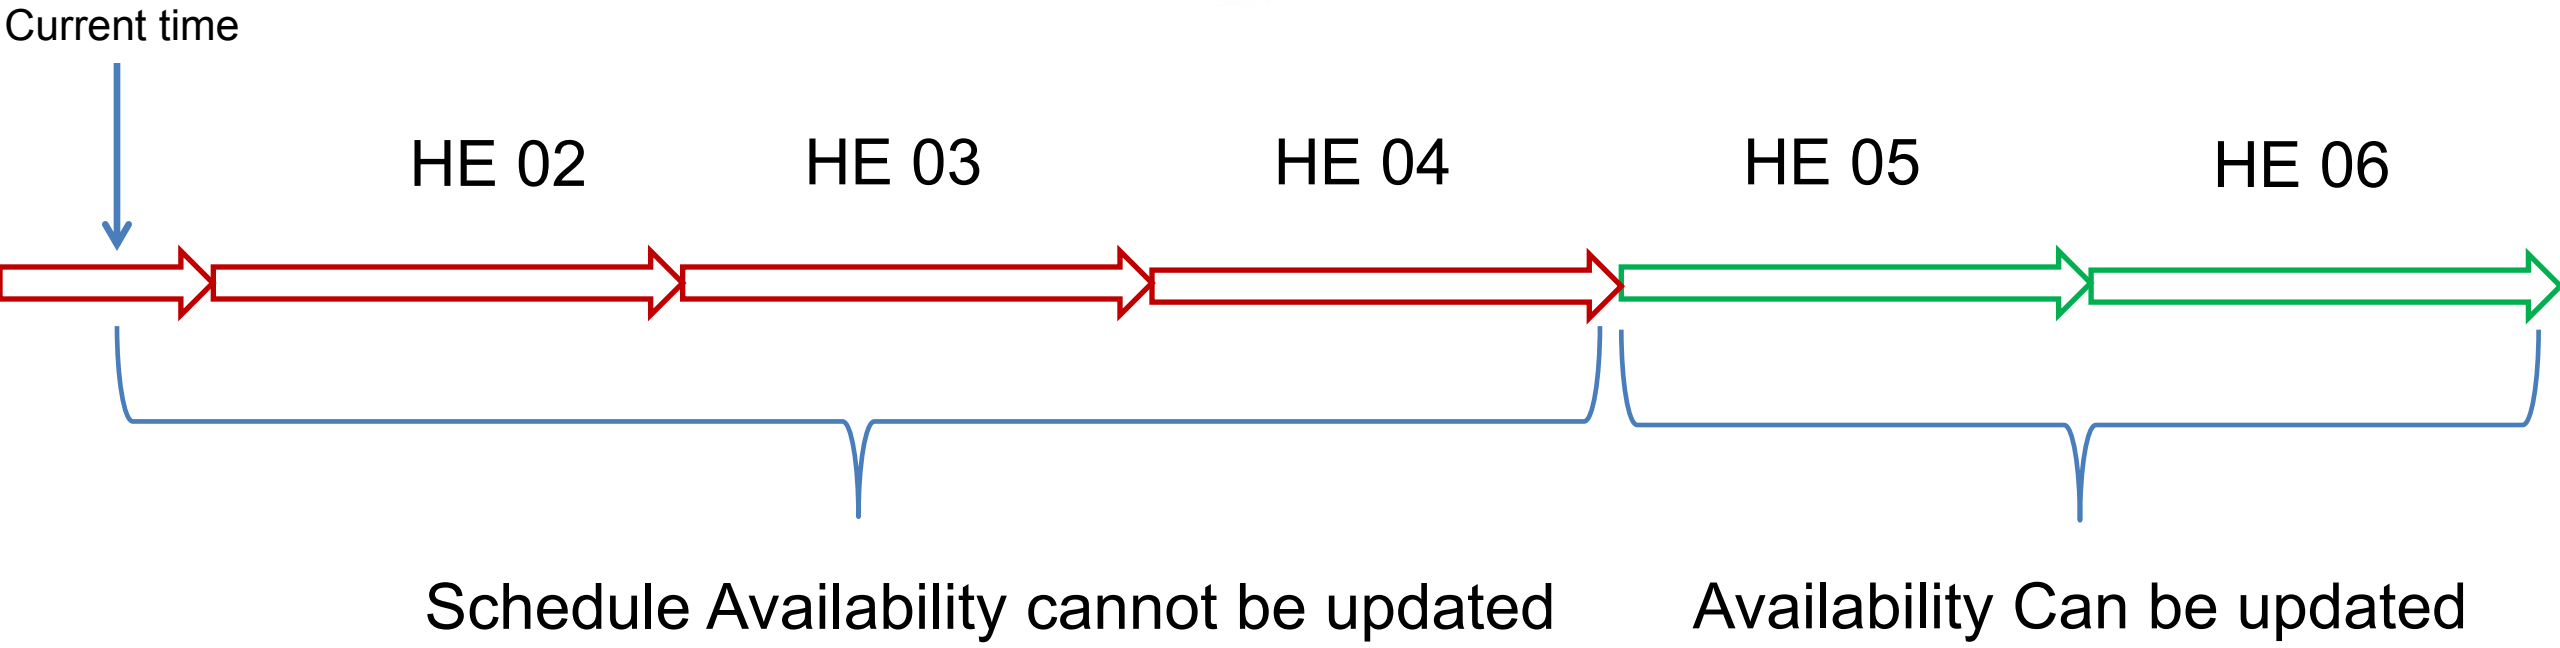 Current time
HE 02
HE 03
HE 04
HE 05
HE 06
Schedule Availability cannot be updated
Availability Can be updated